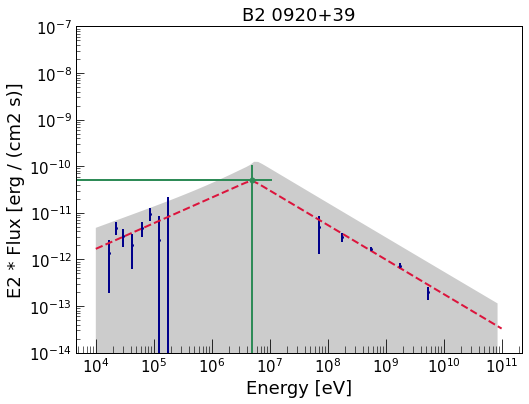 B2 0920+39
E2 * Flux [erg / (cm2 s)]
10⁻⁷
10⁻⁸
10⁻⁹
10⁻¹⁰
10⁻¹¹
10⁻¹²
10⁻¹³
10⁻¹⁴
10⁴ 10⁵ 10⁶ 10⁷ 10⁸ 10⁹ 10¹⁰ 10¹¹
Energy [eV]